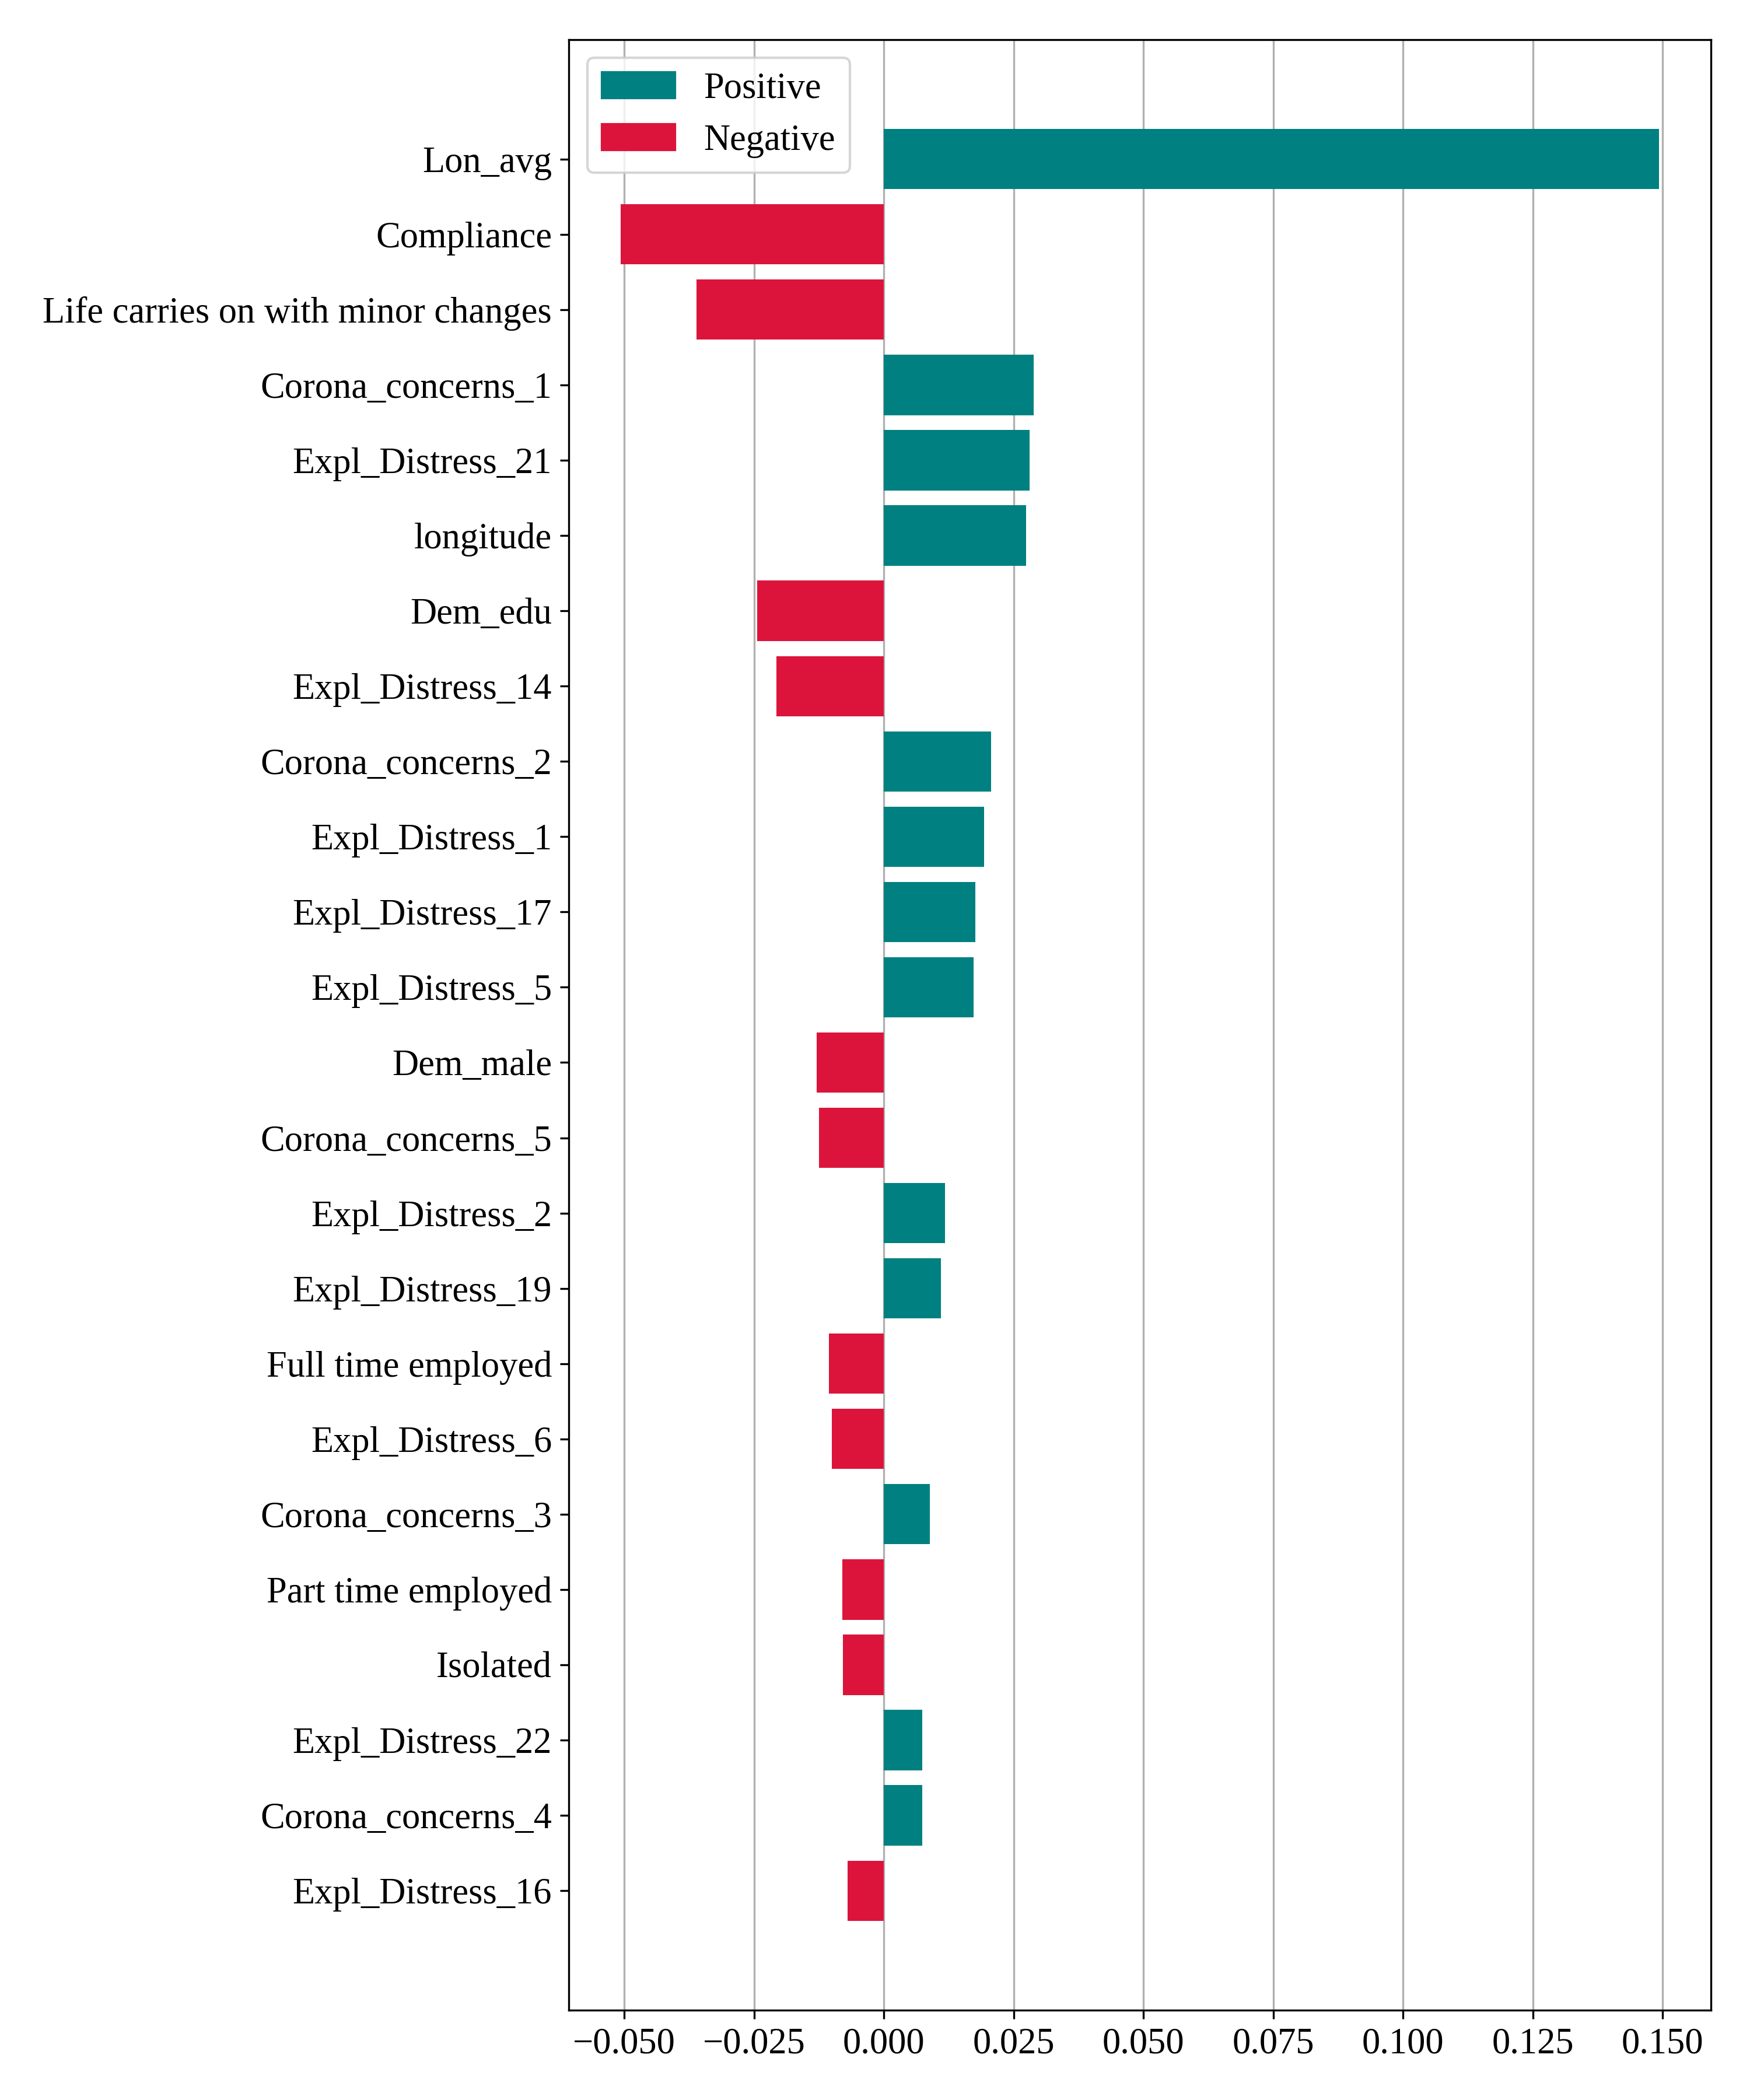 Positive
Negative
Lon_avg
Compliance
Life carries on with minor changes
Corona_concerns_1
Expl_Distress_21
longitude
Dem_edu
Expl_Distress_14
Corona_concerns_2
Expl_Distress_1
Expl_Distress_17
Expl_Distress_5
Dem_male
Corona_concerns_5
Expl_Distress_2
Expl_Distress_19
Full time employed
Expl_Distress_6
Corona_concerns_3
Part time employed
Isolated
Expl_Distress_22
Corona_concerns_4
Expl_Distress_16
−0.050 −0.025 0.000 0.025 0.050 0.075 0.100 0.125 0.150